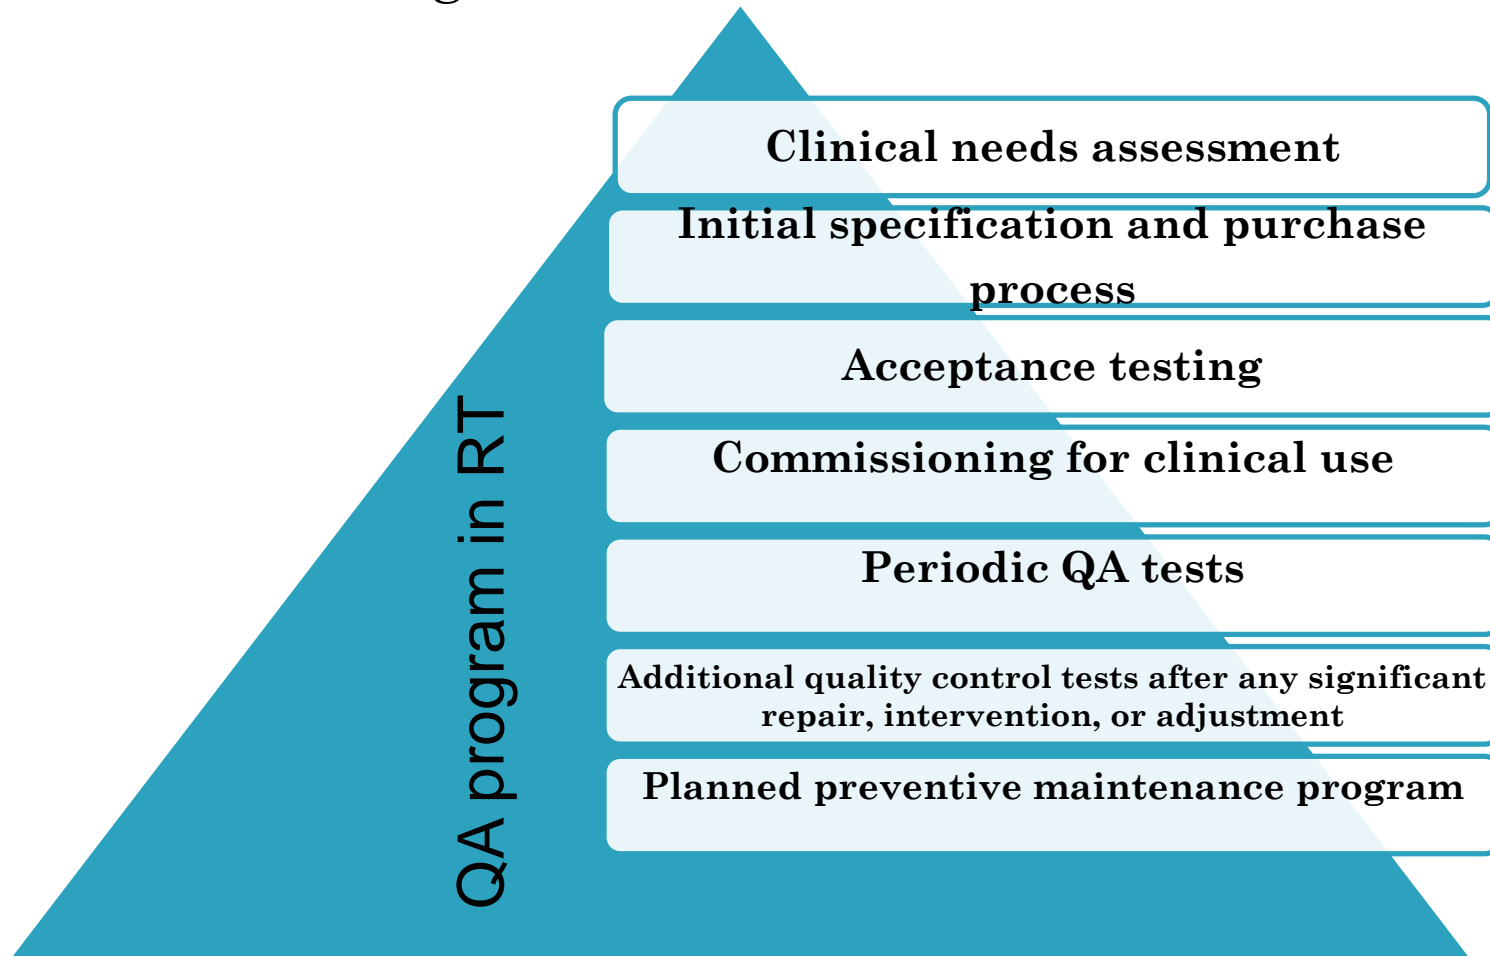 Clinical needs assessment
Initial specification and purchase
process
Acceptance testing
Commissioning for clinical use
Periodic QA tests
Additional quality control tests after any significant
repair, intervention, or adjustment
Planned preventive maintenance program
QA program in RT